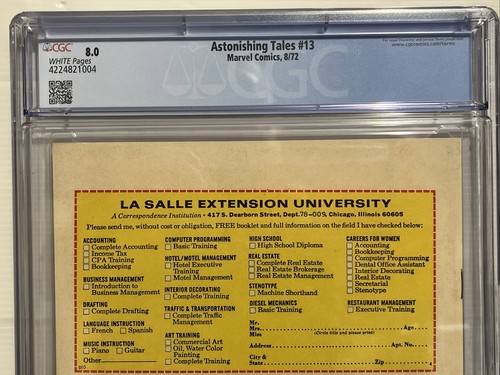 CGC 8.0 Astonishing Tales #13
WHITE Pages Marvel Comics, 8/72
4224821004
www.cgccomics.com/terms
CGC
LA SALLE EXTENSION UNIVERSITY
A Correspondence Institution • 417 S. Dearborn Street, Dept. 78-009, Chicago, Illinois 60605
Please send me, without cost or obligation, FREE booklet and full information on the field I have checked below:
ACCOUNTING
Complete Accounting
Income Tax
CPA Training
Bookkeeping
BUSINESS MANAGEMENT
Introduction to
Business Management
DRAFTING
Complete Drafting
LANGUAGE INSTRUCTION
French Spanish
MUSIC INSTRUCTION
Piano Guitar
Other
COMPUTER PROGRAMMING
Basic Training
HOTEL/MOTEL MANAGEMENT
Hotel Executive
Training
Motel Management
INTERIOR DECORATING
Complete Training
TRAFFIC & TRANSPORTATION
Complete Traffic
Management
ART TRAINING
Commercial Art
Oil, Water Color
Painting
Complete Training
HIGH SCHOOL
High School Diploma
REAL ESTATE
Complete Real Estate
Real Estate Brokerage
Real Estate Management
STENOTYPE
Machine Shorthand
DIESEL MECHANICS
Basic Training
CAREERS FOR WOMEN
Accounting
Bookkeeping
Computer Programming
Dental Office Assistant
Interior Decorating
Real Estate
Secretarial
Stenotype
RESTAURANT MANAGEMENT
Executive Training
Mr.
Mrs. Age
Miss (Circle title and please print)
Address Apt. No.
City &
State Zip